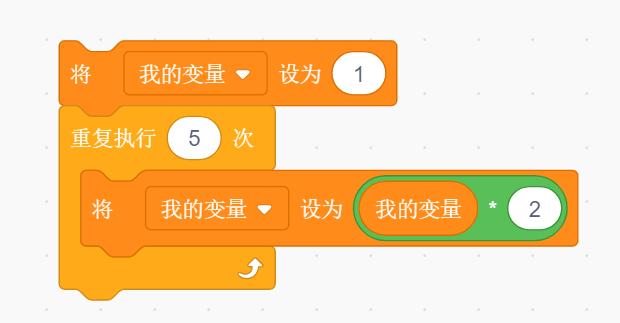 将 我的变量 设为 1
重复执行 5 次
将 我的变量 设为 我的变量 * 2